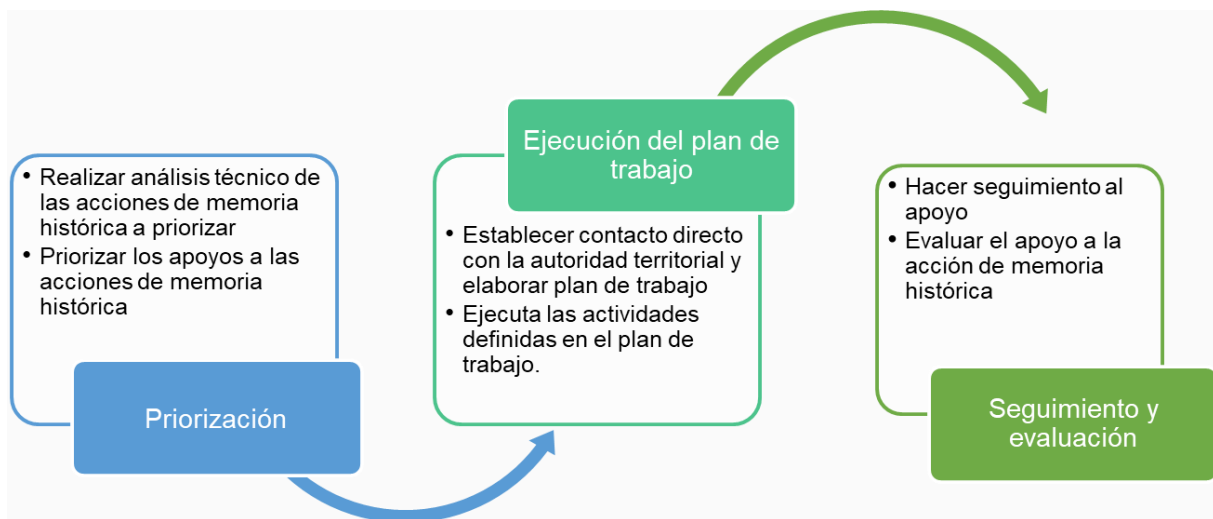 • Realizar análisis técnico de
las acciones de memoria
histórica a priorizar
• Priorizar los apoyos a las
acciones de memoria
histórica
Priorización
Ejecución del plan de
trabajo
• Establecer contacto directo
con la autoridad territorial y
elaborar plan de trabajo
• Ejecuta las actividades
definidas en el plan de
trabajo.
• Hacer seguimiento al
apoyo
• Evaluar el apoyo a la
acción de memoria
histórica
Seguimiento y
evaluación